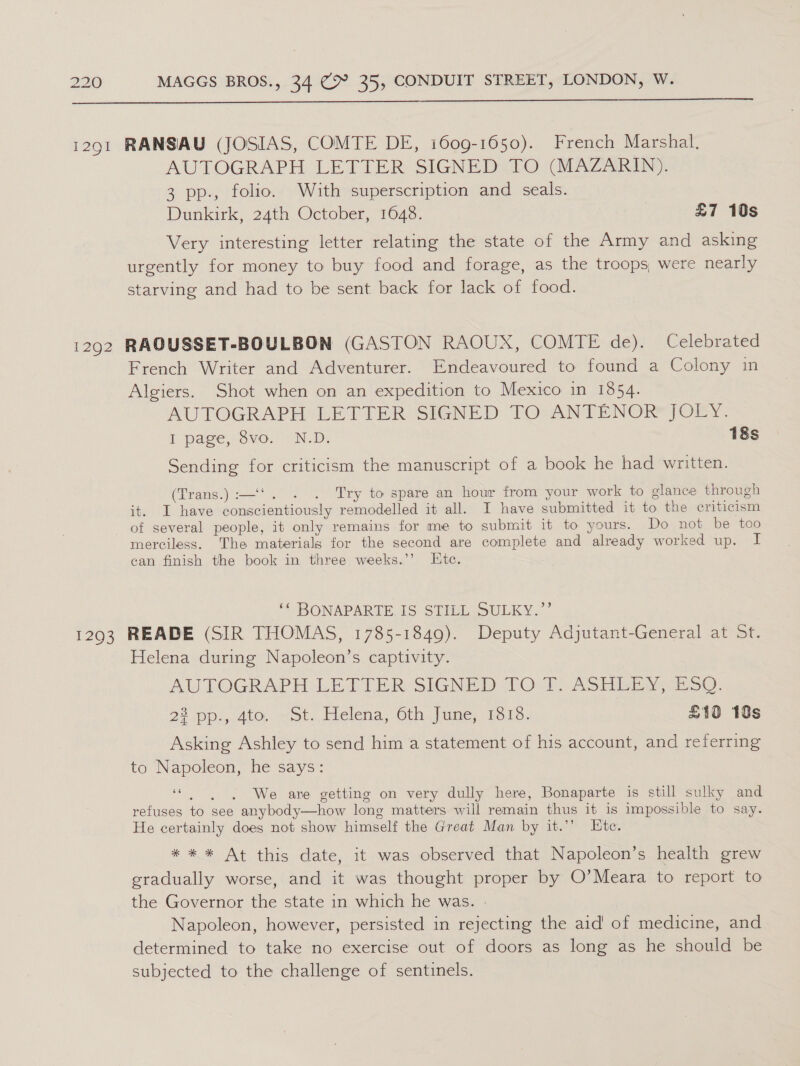 220 MAGGS BROS., 34 & 35, CONDUIT STREET, LONDON, W.
1291 RANSAU (JOSIAS, COMTE DE, 1609-1650). French Marshal.
AUTOGRAPH LETTER SIGNED TO (MAZARIN).
3 pp., folio. With superscription and seals.
Dunkirk, 24th October, 1648. £7 10s
Very interesting letter relating the state of the Army and asking
urgently for money to buy food and forage, as the troops were nearly
starving and had to be sent back for lack of food.
1292 RAOUSSET-BOULBON (GASTON RAOUX, COMTE de). Celebrated
French Writer and Adventurer. Endeavoured to found a Colony in
Algiers. Shot when on an expedition to Mexico in 1854.
AUTOGRAPH LETTER SIGNED TO ANTÉNOR JOLY.
1 page, 8vo. N.D. 18s
Sending for criticism the manuscript of a book he had written.
(Trans.) :—“. . . . Try to spare an hour from your work to glance through
it. I have conscientiously remodelled it all. I have submitted it to the criticism
of several people, it only remains for me to submit it to yours. Do not be too
merciless. The materials for the second are complete and already worked up. I
can finish the book in three weeks.” Etc.
“ BONAPARTE IS STILL SULKY.”
1293 READE (SIR THOMAS, 1785-1849). Deputy Adjutant-General at St.
Helena during Napoleon’s captivity.
AUTOGRAPH LETTER SIGNED TO T. ASHLEY, ESQ.
2¾ pp., 4to. St. Helena, 6th June, 1818. £10 10s
Asking Ashley to send him a statement of his account, and referring
to Napoleon, he says:
“. . . We are getting on very dully here, Bonaparte is still sulky and
refuses to see anybody—how long matters will remain thus it is impossible to say.
He certainly does not show himself the Great Man by it.” Etc.
* * * At this date, it was observed that Napoleon’s health grew
gradually worse, and it was thought proper by O’Meara to report to
the Governor the state in which he was.
Napoleon, however, persisted in rejecting the aid of medicine, and
determined to take no exercise out of doors as long as he should be
subjected to the challenge of sentinels.